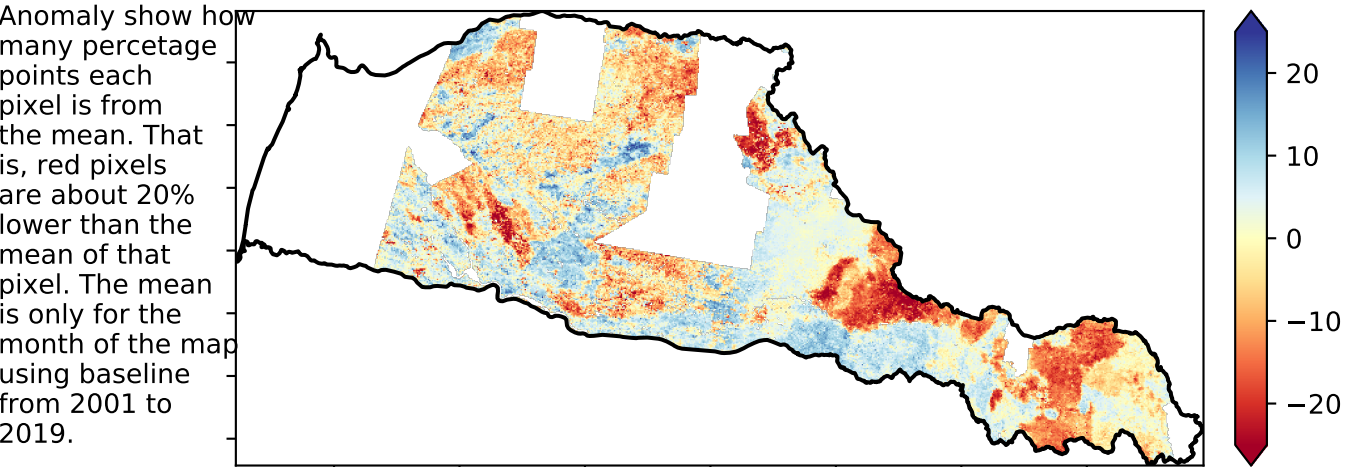 Anomaly show how
many percetage
points each
pixel is from
the mean. That
is, red pixels
are about 20%
lower than the
mean of that
pixel. The mean
is only for the
month of the map
using baseline
from 2001 to
2019.
20
10
0
−10
−20